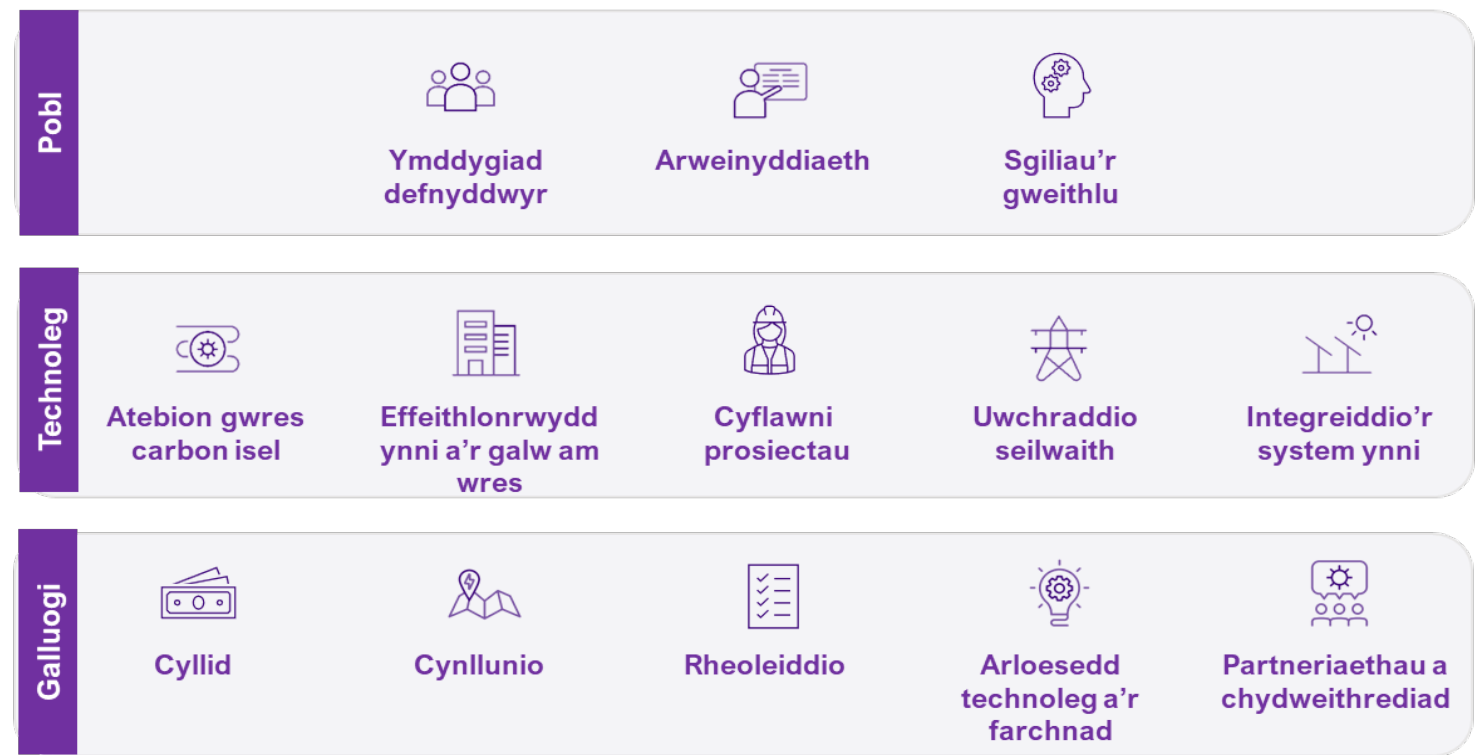 Pobl
Ymddygiad
defnyddwyr
Arweinyddiaeth
Sgiliau’r
gweithlu
Technoleg
Atebion gwres
carbon isel
Effeithlonrwydd
ynni a’r galw am
wres
Cyflawni
prosiectau
Uwchraddio
seilwaith
Integreiddio’r
system ynni
Galluogi
Cyllid
Cynllunio
Rheoleiddio
Arloesedd
technoleg a’r
farchnad
Partneriaethau a
chydweithrediad